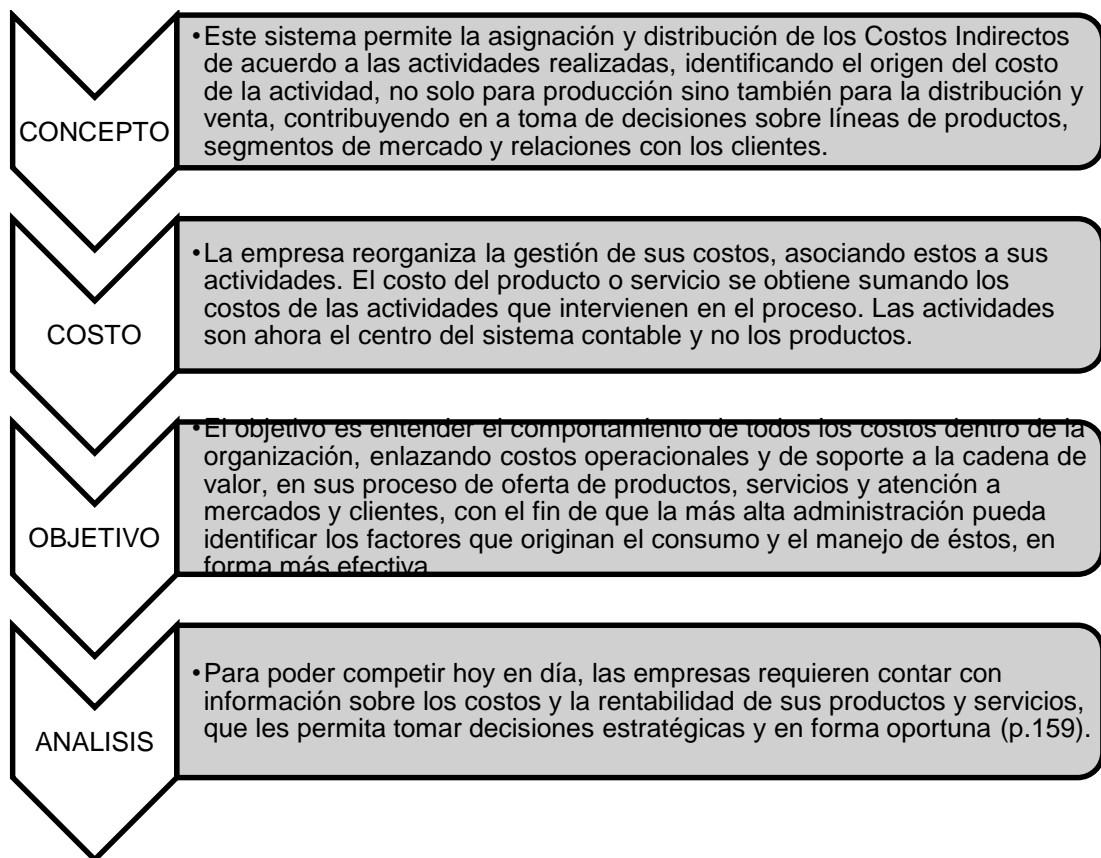 CONCEPTO
•Este sistema permite la asignación y distribución de los Costos Indirectos
de acuerdo a las actividades realizadas, identificando el origen del costo
de la actividad, no solo para producción sino también para la distribución y
venta, contribuyendo en a toma de decisiones sobre líneas de productos,
segmentos de mercado y relaciones con los clientes.
COSTO
•La empresa reorganiza la gestión de sus costos, asociando estos a sus
actividades. El costo del producto o servicio se obtiene sumando los
costos de las actividades que intervienen en el proceso. Las actividades
son ahora el centro del sistema contable y no los productos.
OBJETIVO
•El objetivo es entender el comportamiento de todos los costos dentro de la
organización, enlazando costos operacionales y de soporte a la cadena de
valor, en sus proceso de oferta de productos, servicios y atención a
mercados y clientes, con el fin de que la más alta administración pueda
identificar los factores que originan el consumo y el manejo de éstos, en
forma más efectiva
ANALISIS
•Para poder competir hoy en día, las empresas requieren contar con
información sobre los costos y la rentabilidad de sus productos y servicios,
que les permita tomar decisiones estratégicas y en forma oportuna (p.159).